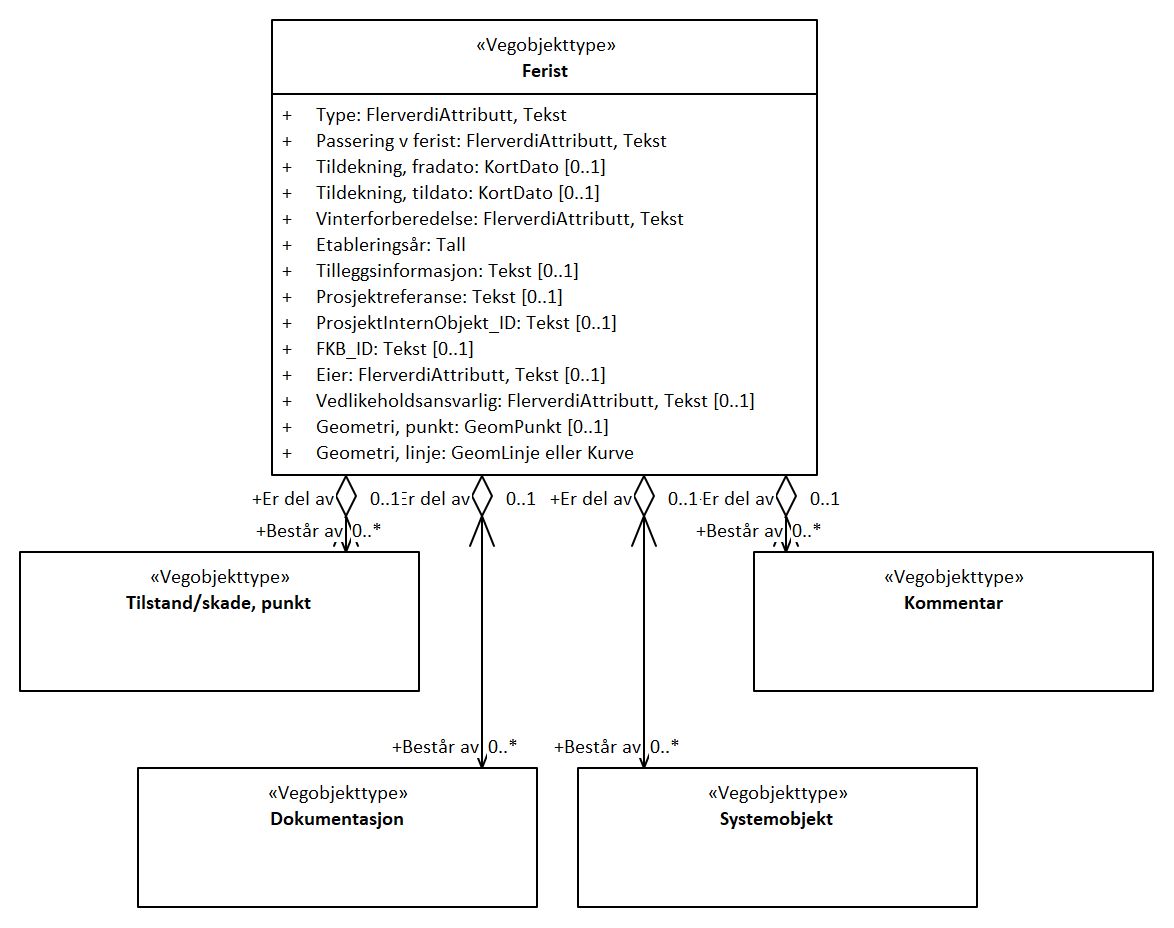 «Vegobjekttype»
Ferist
+ Type: FlerverdiAttributt, Tekst
+ Passering v ferist: FlerverdiAttributt, Tekst
+ Tildekning, fradato: KortDato [0..1]
+ Tildekning, tildato: KortDato [0..1]
+ Vinterforberedelse: FlerverdiAttributt, Tekst
+ Etableringsår: Tall
+ Tilleggsinformasjon: Tekst [0..1]
+ Prosjektreferanse: Tekst [0..1]
+ ProsjektInternObjekt_ID: Tekst [0..1]
+ FKB_ID: Tekst [0..1]
+ Eier: FlerverdiAttributt, Tekst [0..1]
+ Vedlikeholdsansvarlig: FlerverdiAttributt, Tekst [0..1]
+ Geometri, punkt: GeomPunkt [0..1]
+ Geometri, linje: GeomLinje eller Kurve
+Er del av 0..1 Er del av 0..1 +Er del av 0..1 Er del av 0..1
+Består av 0..* +Består av 0..*
«Vegobjekttype»
Tilstand/skade, punkt
«Vegobjekttype»
Kommentar
+Består av 0..* +Består av 0..*
«Vegobjekttype»
Dokumentasjon
«Vegobjekttype»
Systemobjekt